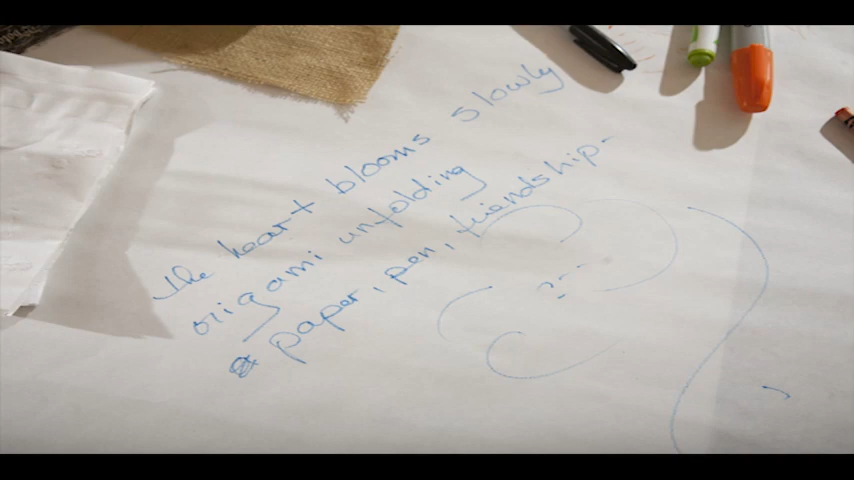 the heart blooms slowly
origami unfolding
paper, pen, friendship-